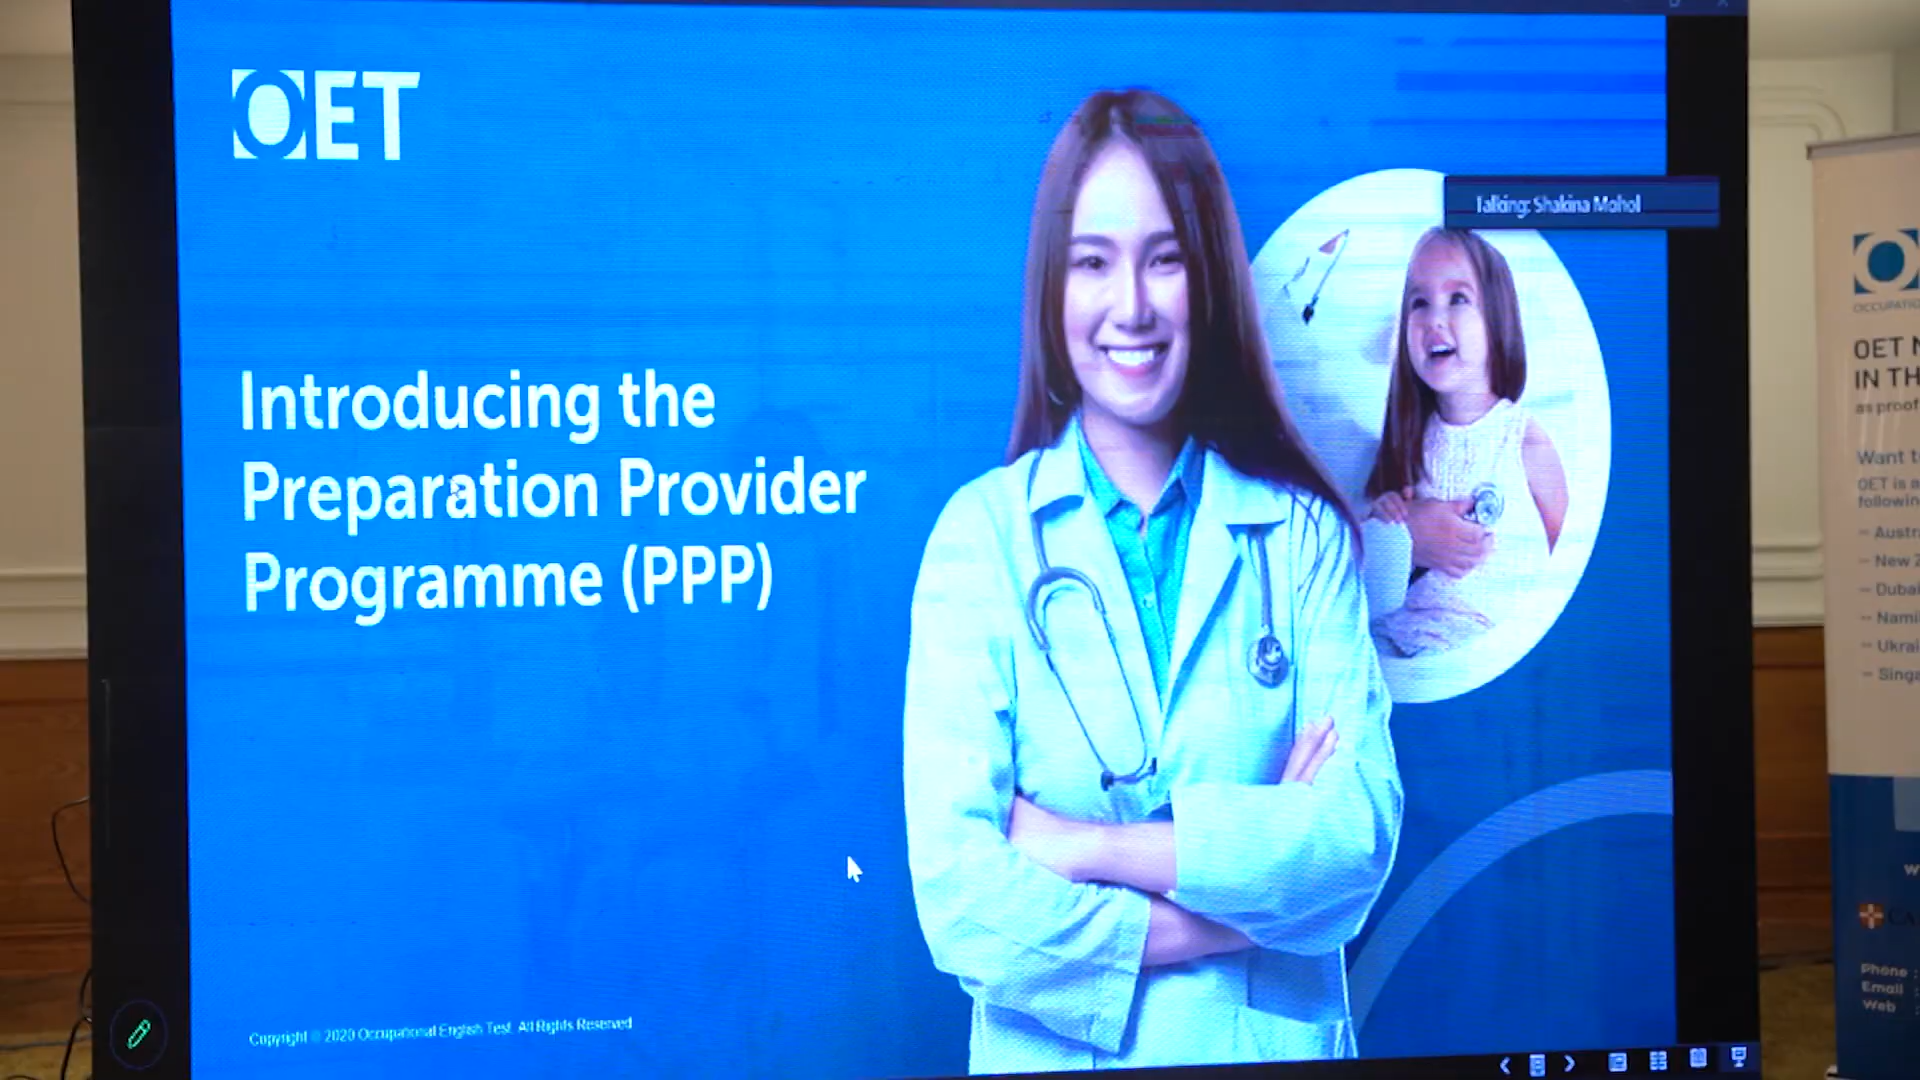 OET
Talking: Shakina Mohol
Introducing the
Preparation Provider
Programme (PPP)
Copyright © 2020 Occupational English Test. All Rights Reserved
OET
IN TH
as proof
Want t
OET is a
following
— Austr
— New
— Dubai
— Nami
— Ukrai
— Singa
Phone :
Email :
Web :